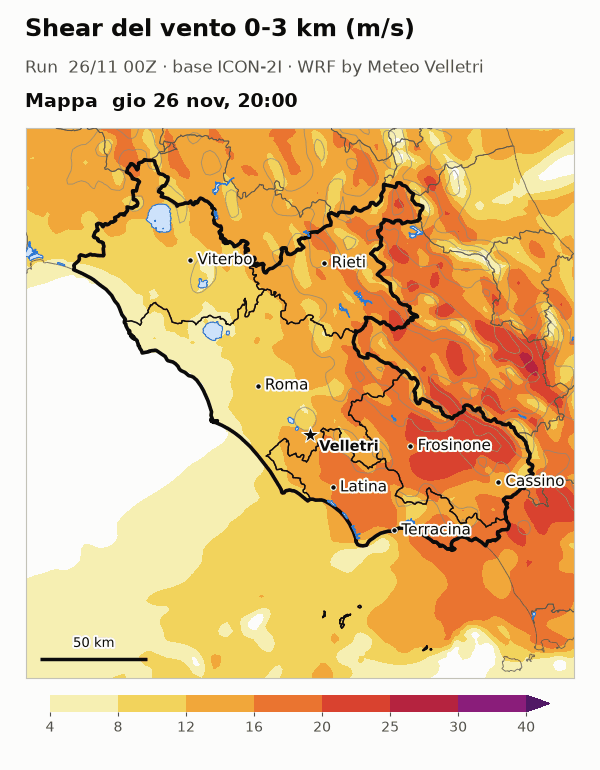 Shear del vento 0-3 km (m/s)
Run  26/11 00Z · base ICON-2I · WRF by Meteo Velletri
Mappa  gio 26 nov, 20:00
Viterbo
Rieti
Roma
Velletri
Frosinone
Cassino
Latina
Terracina
50 km
4 8 12 16 20 25 30 40